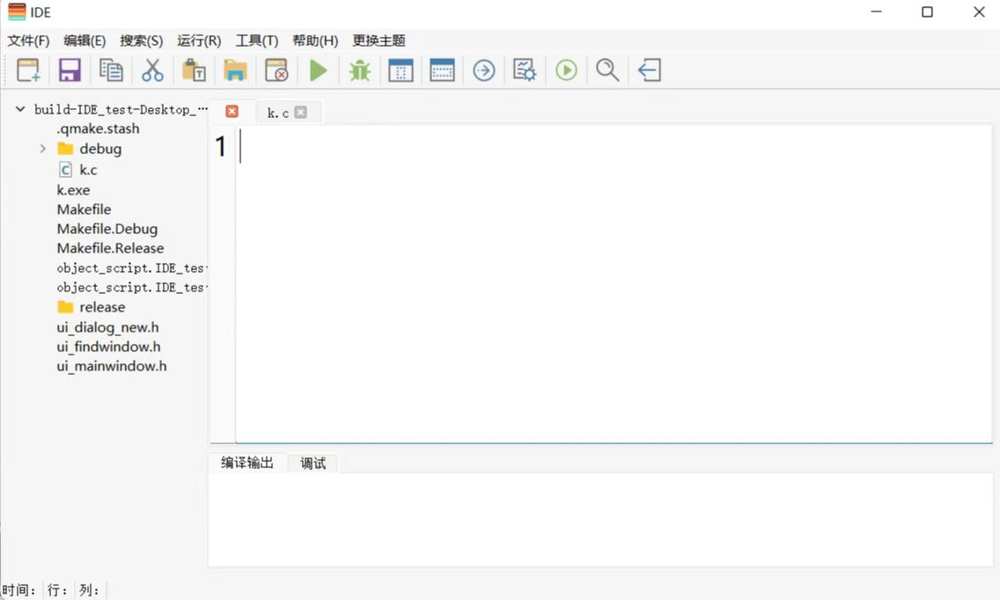 IDE
文件(F) 编辑(E) 搜索(S) 运行(R) 工具(T) 帮助(H) 更换主题
build-IDE_test-Desktop_…
.qmake.stash
debug
k.c
k.exe
Makefile
Makefile.Debug
Makefile.Release
object_script.IDE_tes
object_script.IDE_tes
release
ui_dialog_new.h
ui_findwindow.h
ui_mainwindow.h
k.c
1
编译输出 调试
时间: 行: 列: